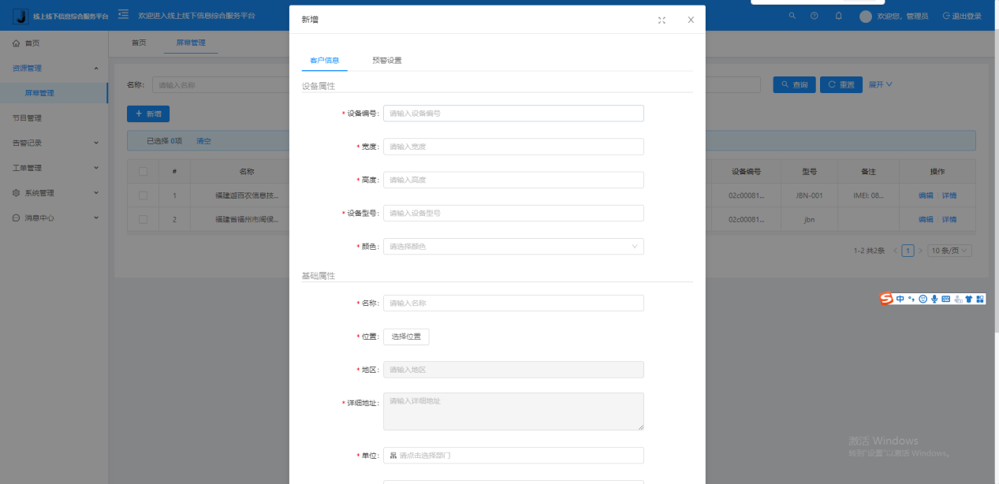 线上线下信息综合服务平台
欢迎进入线上线下信息综合服务平台
欢迎您，管理员
退出登录
首页
资源管理
屏幕管理
节目管理
告警记录
工单管理
系统管理
消息中心
首页
屏幕管理
名称:
请输入名称
查询
重置
展开
+ 新增
已选择 0项
清空
# 名称 设备编号 型号 备注 操作
1 福建迦百农信息技... 02c00081... JBN-001 IMEI: 08... 编辑 详情
2 福建省福州市闽侯... 02c00081... jbn 编辑 详情
1-2 共2条 < 1 > 10 条/页
新增
客户信息
预警设置
设备属性
* 设备编号: 请输入设备编号
* 宽度: 请输入宽度
* 高度: 请输入高度
* 设备型号: 请输入设备型号
* 颜色: 请选择颜色
基础属性
* 名称: 请输入名称
* 位置: 选择位置
* 地区: 请输入地区
* 详细地址: 请输入详细地址
* 单位: 请点击选择部门
中
激活 Windows
转到"设置"以激活 Windows。